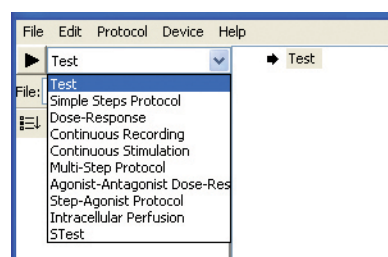 File Edit Protocol Device Help
Test
Test
File:
Test
Simple Steps Protocol
Dose-Response
Continuous Recording
Continuous Stimulation
Multi-Step Protocol
Agonist-Antagonist Dose-Res
Step-Agonist Protocol
Intracellular Perfusion
STest